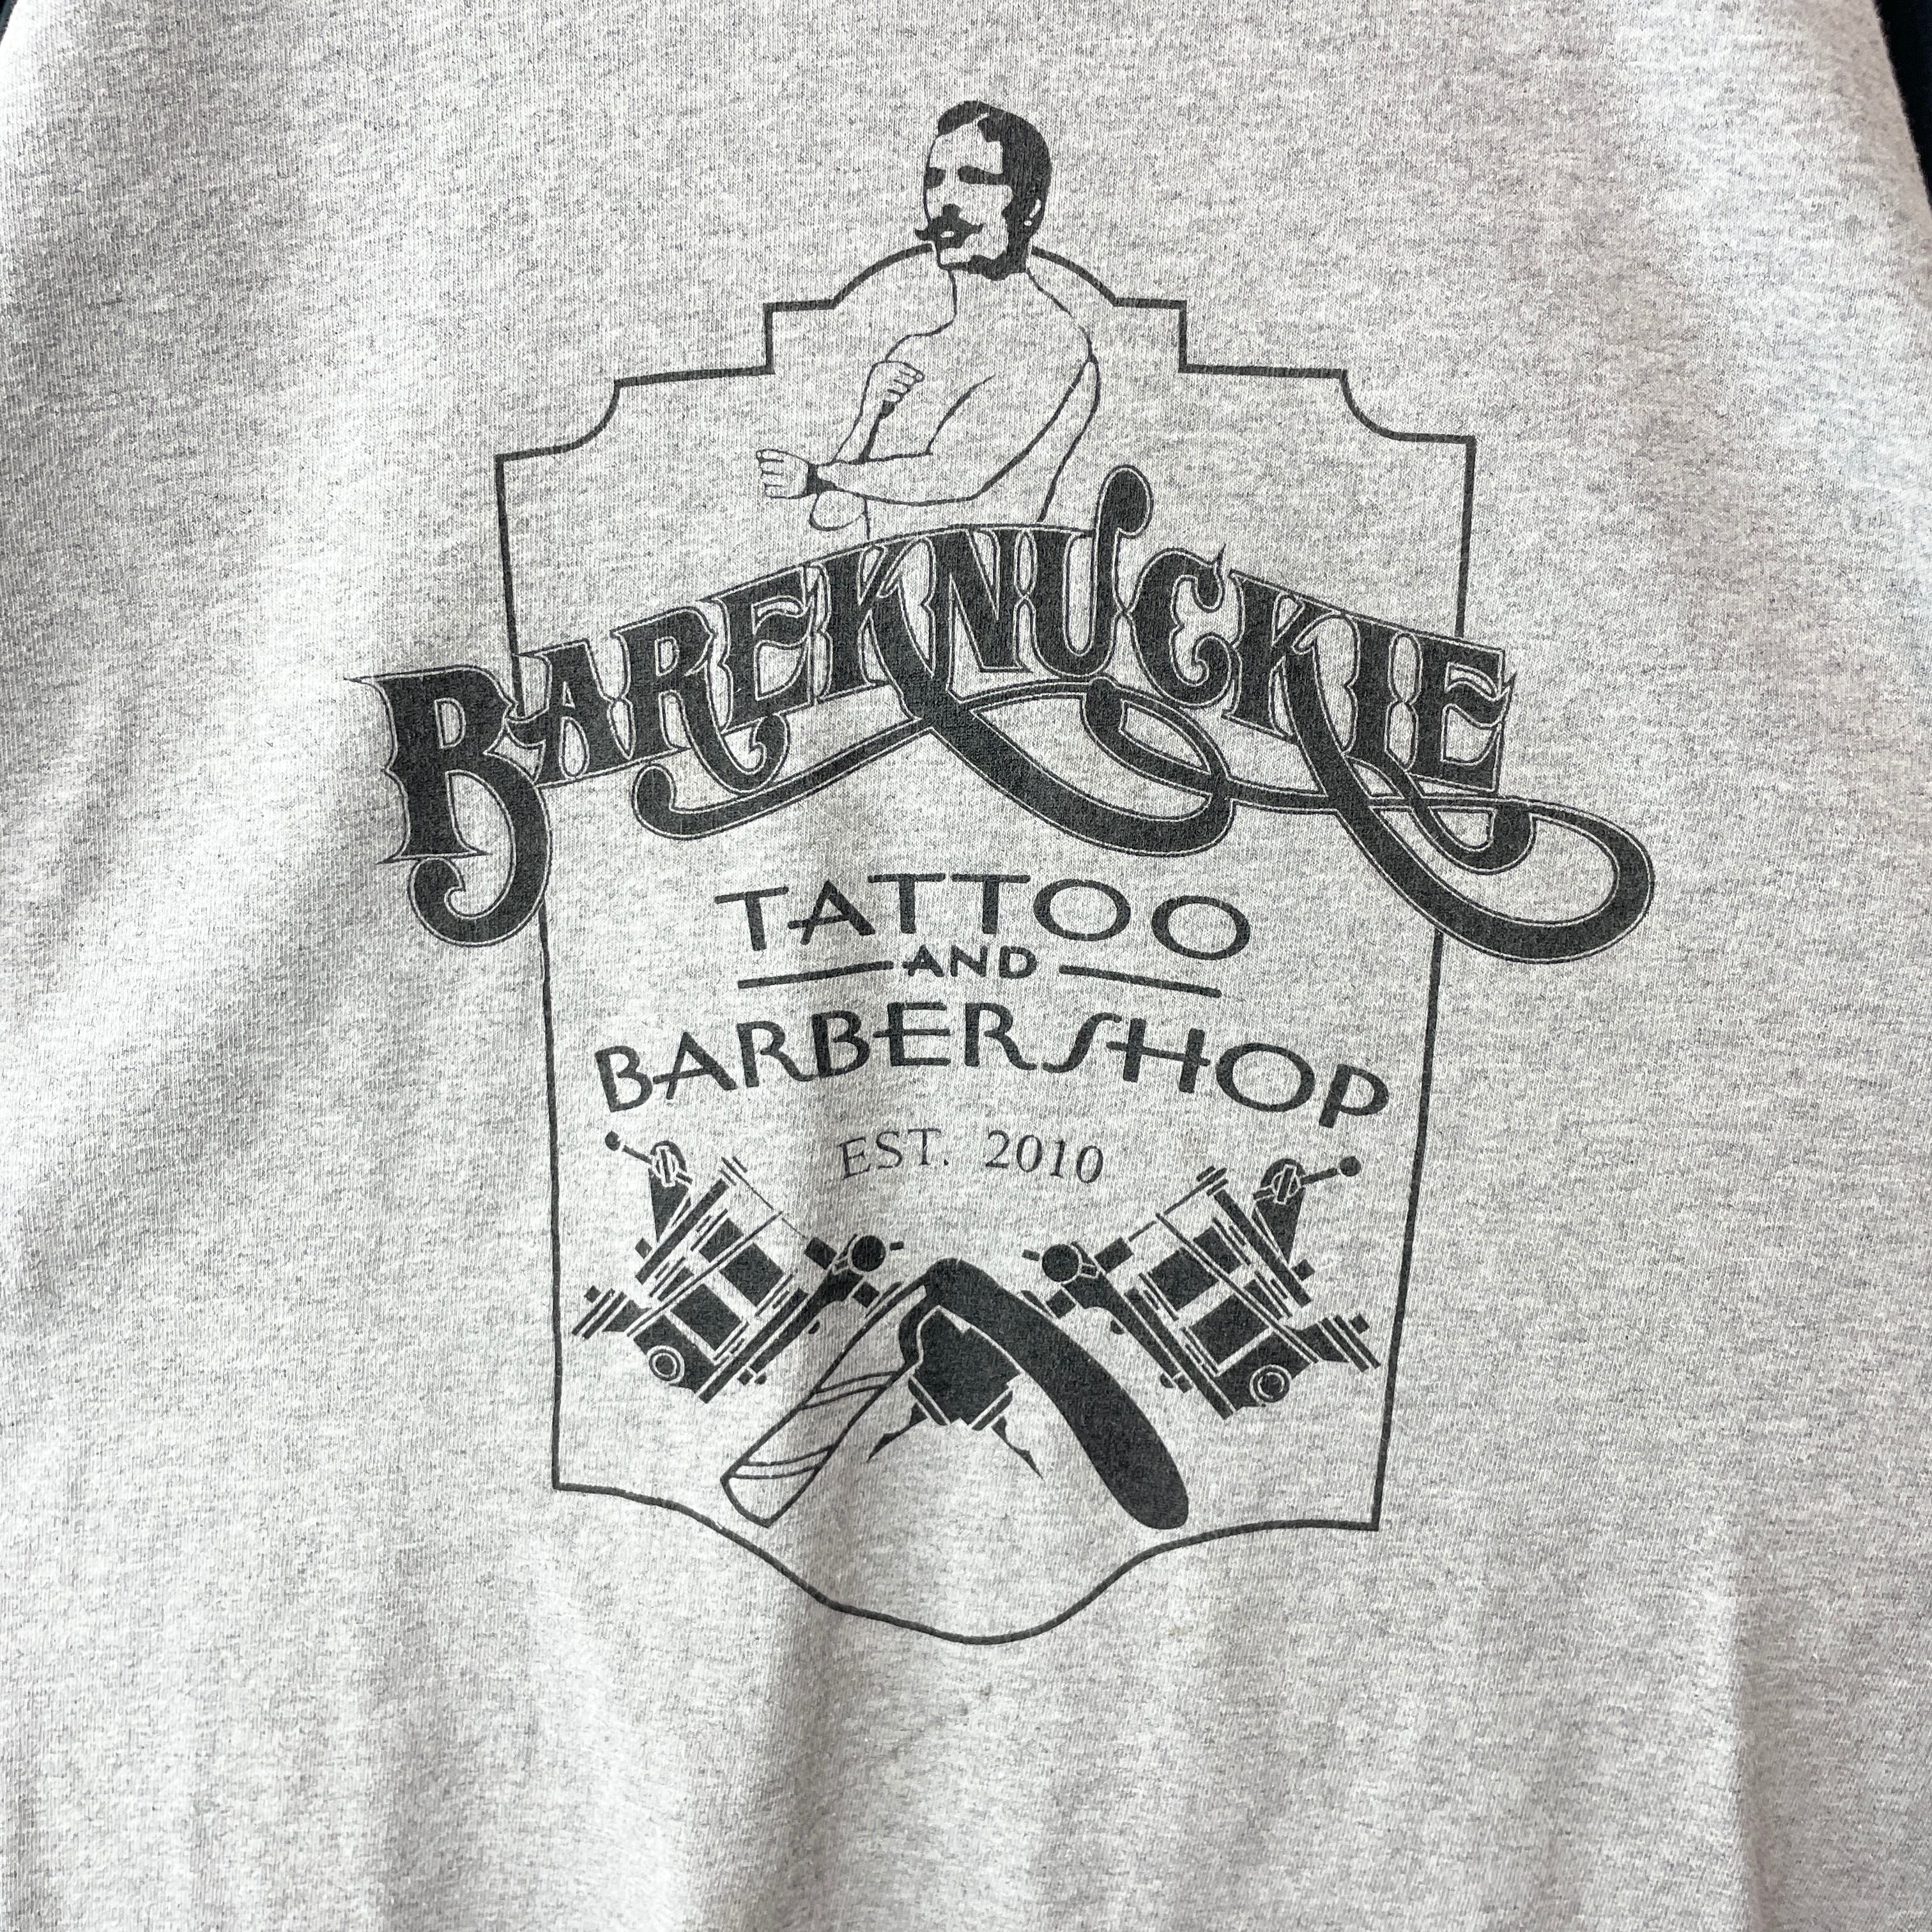 BAREKNUCKLE
TATTOO
AND
BARBERSHOP
EST. 2010